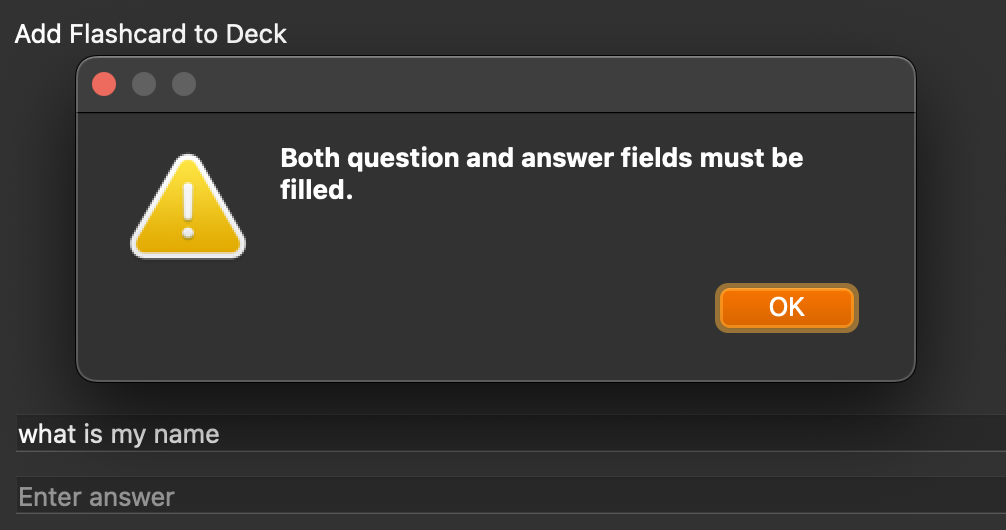 Add Flashcard to Deck
Both question and answer fields must be
filled.
OK
what is my name
Enter answer